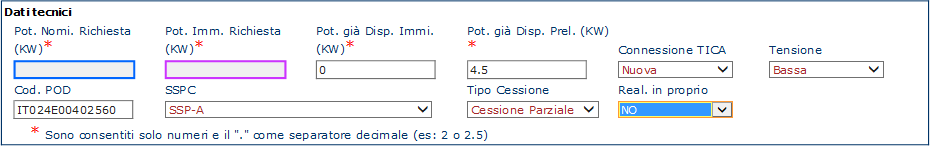 Dati tecnici
Pot. Nomi. Richiesta (KW)*
Pot. Imm. Richiesta (KW)*
Pot. già Disp. Immi. (KW)
Pot. già Disp. Prel. (KW) *
Connessione TICA
Tensione
0
4.5
Nuova
Bassa
Cod. POD
SSPC
Tipo Cessione
Real. in proprio
IT024E00402560
SSP-A
Cessione Parziale
NO
* Sono consentiti solo numeri e il "." come separatore decimale (es: 2 o 2.5)